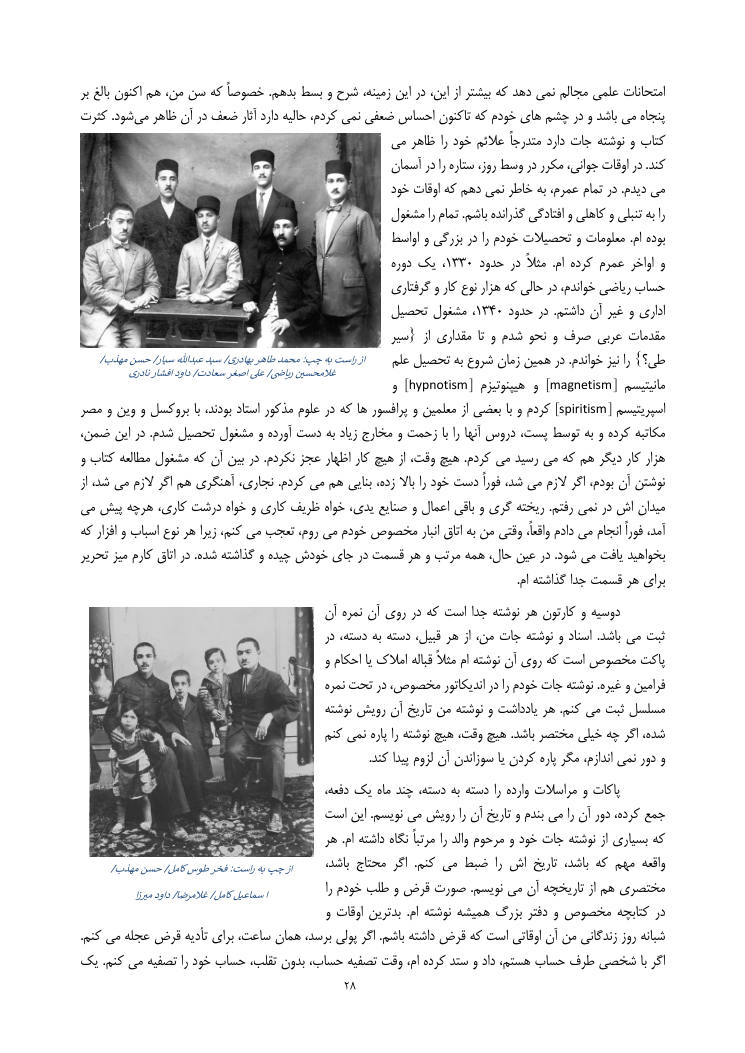 امتحانات علمی مجالم نمی دهد که بیشتر از این، در این زمینه، شرح و بسط بدهم. خصوصاً که سن من، هم اکنون بالغ بر
پنجاه می باشد و در چشم های خودم که تاکنون احساس ضعفی نمی کردم، حالیه دارد آثار ضعف در آن ظاهر می‌شود. کثرت
کتاب و نوشته جات دارد متدرجاً علائم خود را ظاهر می
کند. در اوقات جوانی، مکرر در وسط روز، ستاره را در آسمان
می دیدم. در تمام عمرم، به خاطر نمی دهم که اوقات خود
را به تنبلی و کاهلی و افتادگی گذرانده باشم. تمام را مشغول
بوده ام. معلومات و تحصیلات خودم را در بزرگی و اواسط
و اواخر عمرم کرده ام. مثلاً در حدود ۱۳۳۰، یک دوره
حساب ریاضی خواندم، در حالی که هزار نوع کار و گرفتاری
اداری و غیر آن داشتم. در حدود ۱۳۴۰، مشغول تحصیل
مقدمات عربی صرف و نحو شدم و تا مقداری از {سیر
طی؟} را نیز خواندم. در همین زمان شروع به تحصیل علم
مانیتیسم [magnetism] و هیپنوتیزم [hypnotism] و
از راست به چپ: محمد طاهر بهادری/ سید عبدالله سیار/ حسن مهذب/
غلامحسین ریاضی/ علی اصغر سعادت/ داود افشار نادری
اسپریتیسم [spiritism] کردم و با بعضی از معلمین و پرافسور ها که در علوم مذکور استاد بودند، با بروکسل و وین و مصر
مکاتبه کرده و به توسط پست، دروس آنها را با زحمت و مخارج زیاد به دست آورده و مشغول تحصیل شدم. در این ضمن،
هزار کار دیگر هم که می رسید می کردم. هیچ وقت، از هیچ کار اظهار عجز نکردم. در بین آن که مشغول مطالعه کتاب و
نوشتن آن بودم، اگر لازم می شد، فوراً دست خود را بالا زده، بنایی هم می کردم. نجاری، آهنگری هم اگر لازم می شد، از
میدان اش در نمی رفتم. ریخته گری و باقی اعمال و صنایع یدی، خواه ظریف کاری و خواه درشت کاری، هرچه پیش می
آمد، فوراً انجام می دادم واقعاً، وقتی من به اتاق انبار مخصوص خودم می روم، تعجب می کنم، زیرا هر نوع اسباب و افزار که
بخواهید یافت می شود. در عین حال، همه مرتب و هر قسمت در جای خودش چیده و گذاشته شده. در اتاق کارم میز تحریر
برای هر قسمت جدا گذاشته ام.
دوسیه و کارتون هر نوشته جدا است که در روی آن نمره آن
ثبت می باشد. اسناد و نوشته جات من، از هر قبیل، دسته به دسته، در
پاکت مخصوص است که روی آن نوشته ام مثلاً قباله املاک یا احکام و
فرامین و غیره. نوشته جات خودم را در اندیکاتور مخصوص، در تحت نمره
مسلسل ثبت می کنم. هر یادداشت و نوشته من تاریخ آن رویش نوشته
شده، اگر چه خیلی مختصر باشد. هیچ وقت، هیچ نوشته را پاره نمی کنم
و دور نمی اندازم، مگر پاره کردن یا سوزاندن آن لزوم پیدا کند.
پاکات و مراسلات وارده را دسته به دسته، چند ماه یک دفعه،
جمع کرده، دور آن را می بندم و تاریخ آن را رویش می نویسم. این است
که بسیاری از نوشته جات خود و مرحوم والد را مرتباً نگاه داشته ام. هر
واقعه مهم که باشد، تاریخ اش را ضبط می کنم. اگر محتاج باشد،
مختصری هم از تاریخچه آن می نویسم. صورت قرض و طلب خودم را
در کتابچه مخصوص و دفتر بزرگ همیشه نوشته ام. بدترین اوقات و
از چپ به راست: فخر طوس کامل/ حسن مهذب/
ا سماعیل کامل/ غلامرضا/ داود میرزا
شبانه روز زندگانی من آن اوقاتی است که قرض داشته باشم. اگر پولی برسد، همان ساعت، برای تأدیه قرض عجله می کنم.
اگر با شخصی طرف حساب هستم، داد و ستد کرده ام، وقت تصفیه حساب، بدون تقلب، حساب خود را تصفیه می کنم. یک
۲۸